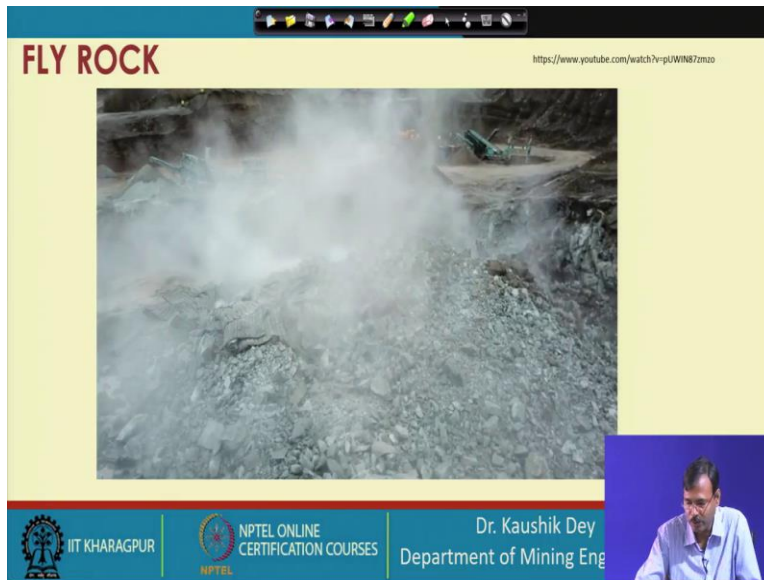 FLY ROCK
https://www.youtube.com/watch?v=pUWIN87zmzo
IIT KHARAGPUR
NPTEL
NPTEL ONLINE
CERTIFICATION COURSES
Dr. Kaushik Dey
Department of Mining Eng